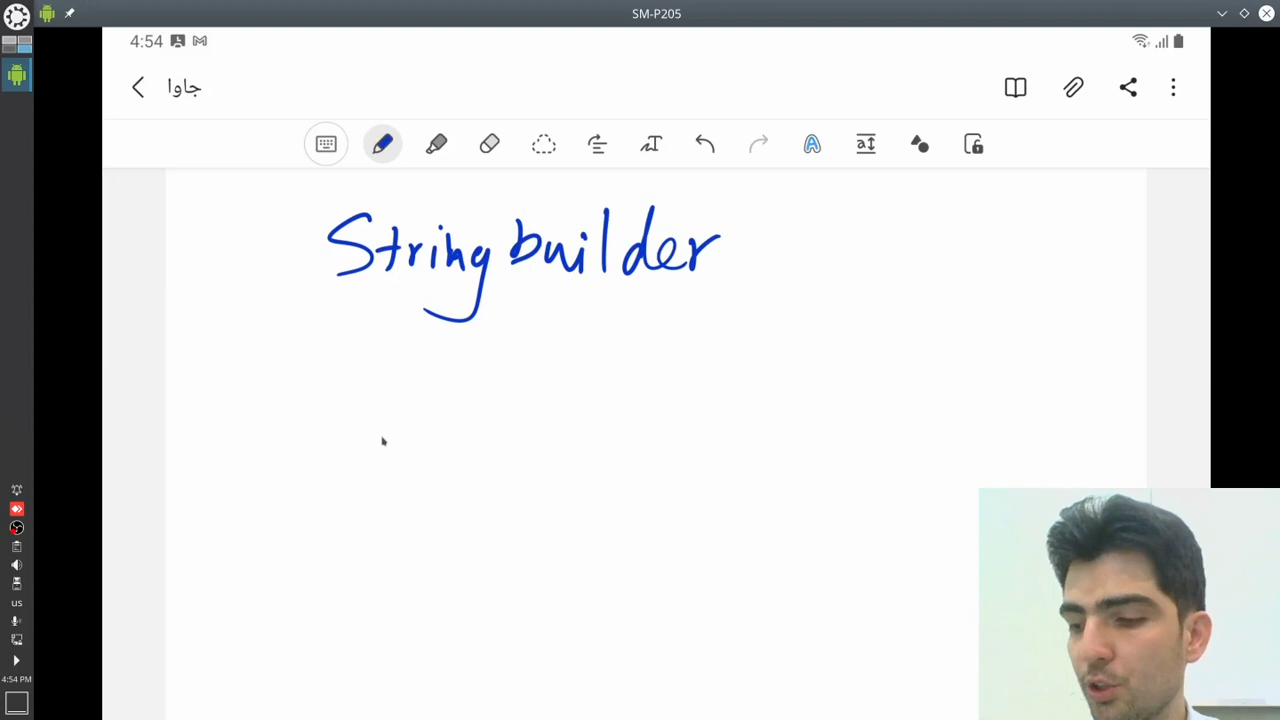 SM-P205
4:54
جاوا
String builder
us
4:54 PM